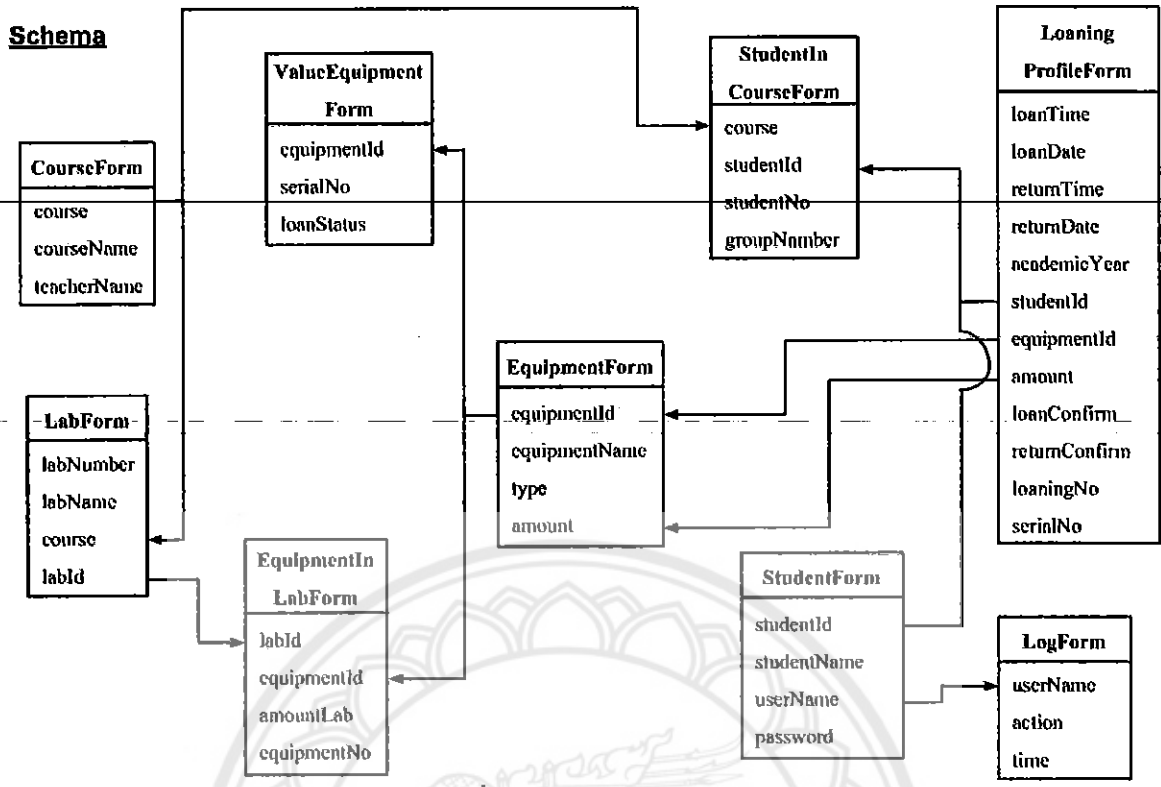 Schema
CourseForm
course
courseName
teacherName
ValueEquipment
Form
equipmentId
serialNo
loanStatus
StudentIn
CourseForm
course
studentId
studentNo
groupNumber
Loaning
ProfileForm
loanTime
loanDate
returnTime
returnDate
academicYear
studentId
equipmentId
amount
loanConfirm
returnConfirm
loaningNo
serialNo
LabForm
labNumber
labName
course
labId
EquipmentIn
LabForm
labId
equipmentId
amountLab
equipmentNo
EquipmentForm
equipmentId
equipmentName
type
amount
StudentForm
studentId
studentName
userName
password
LogForm
userName
action
time